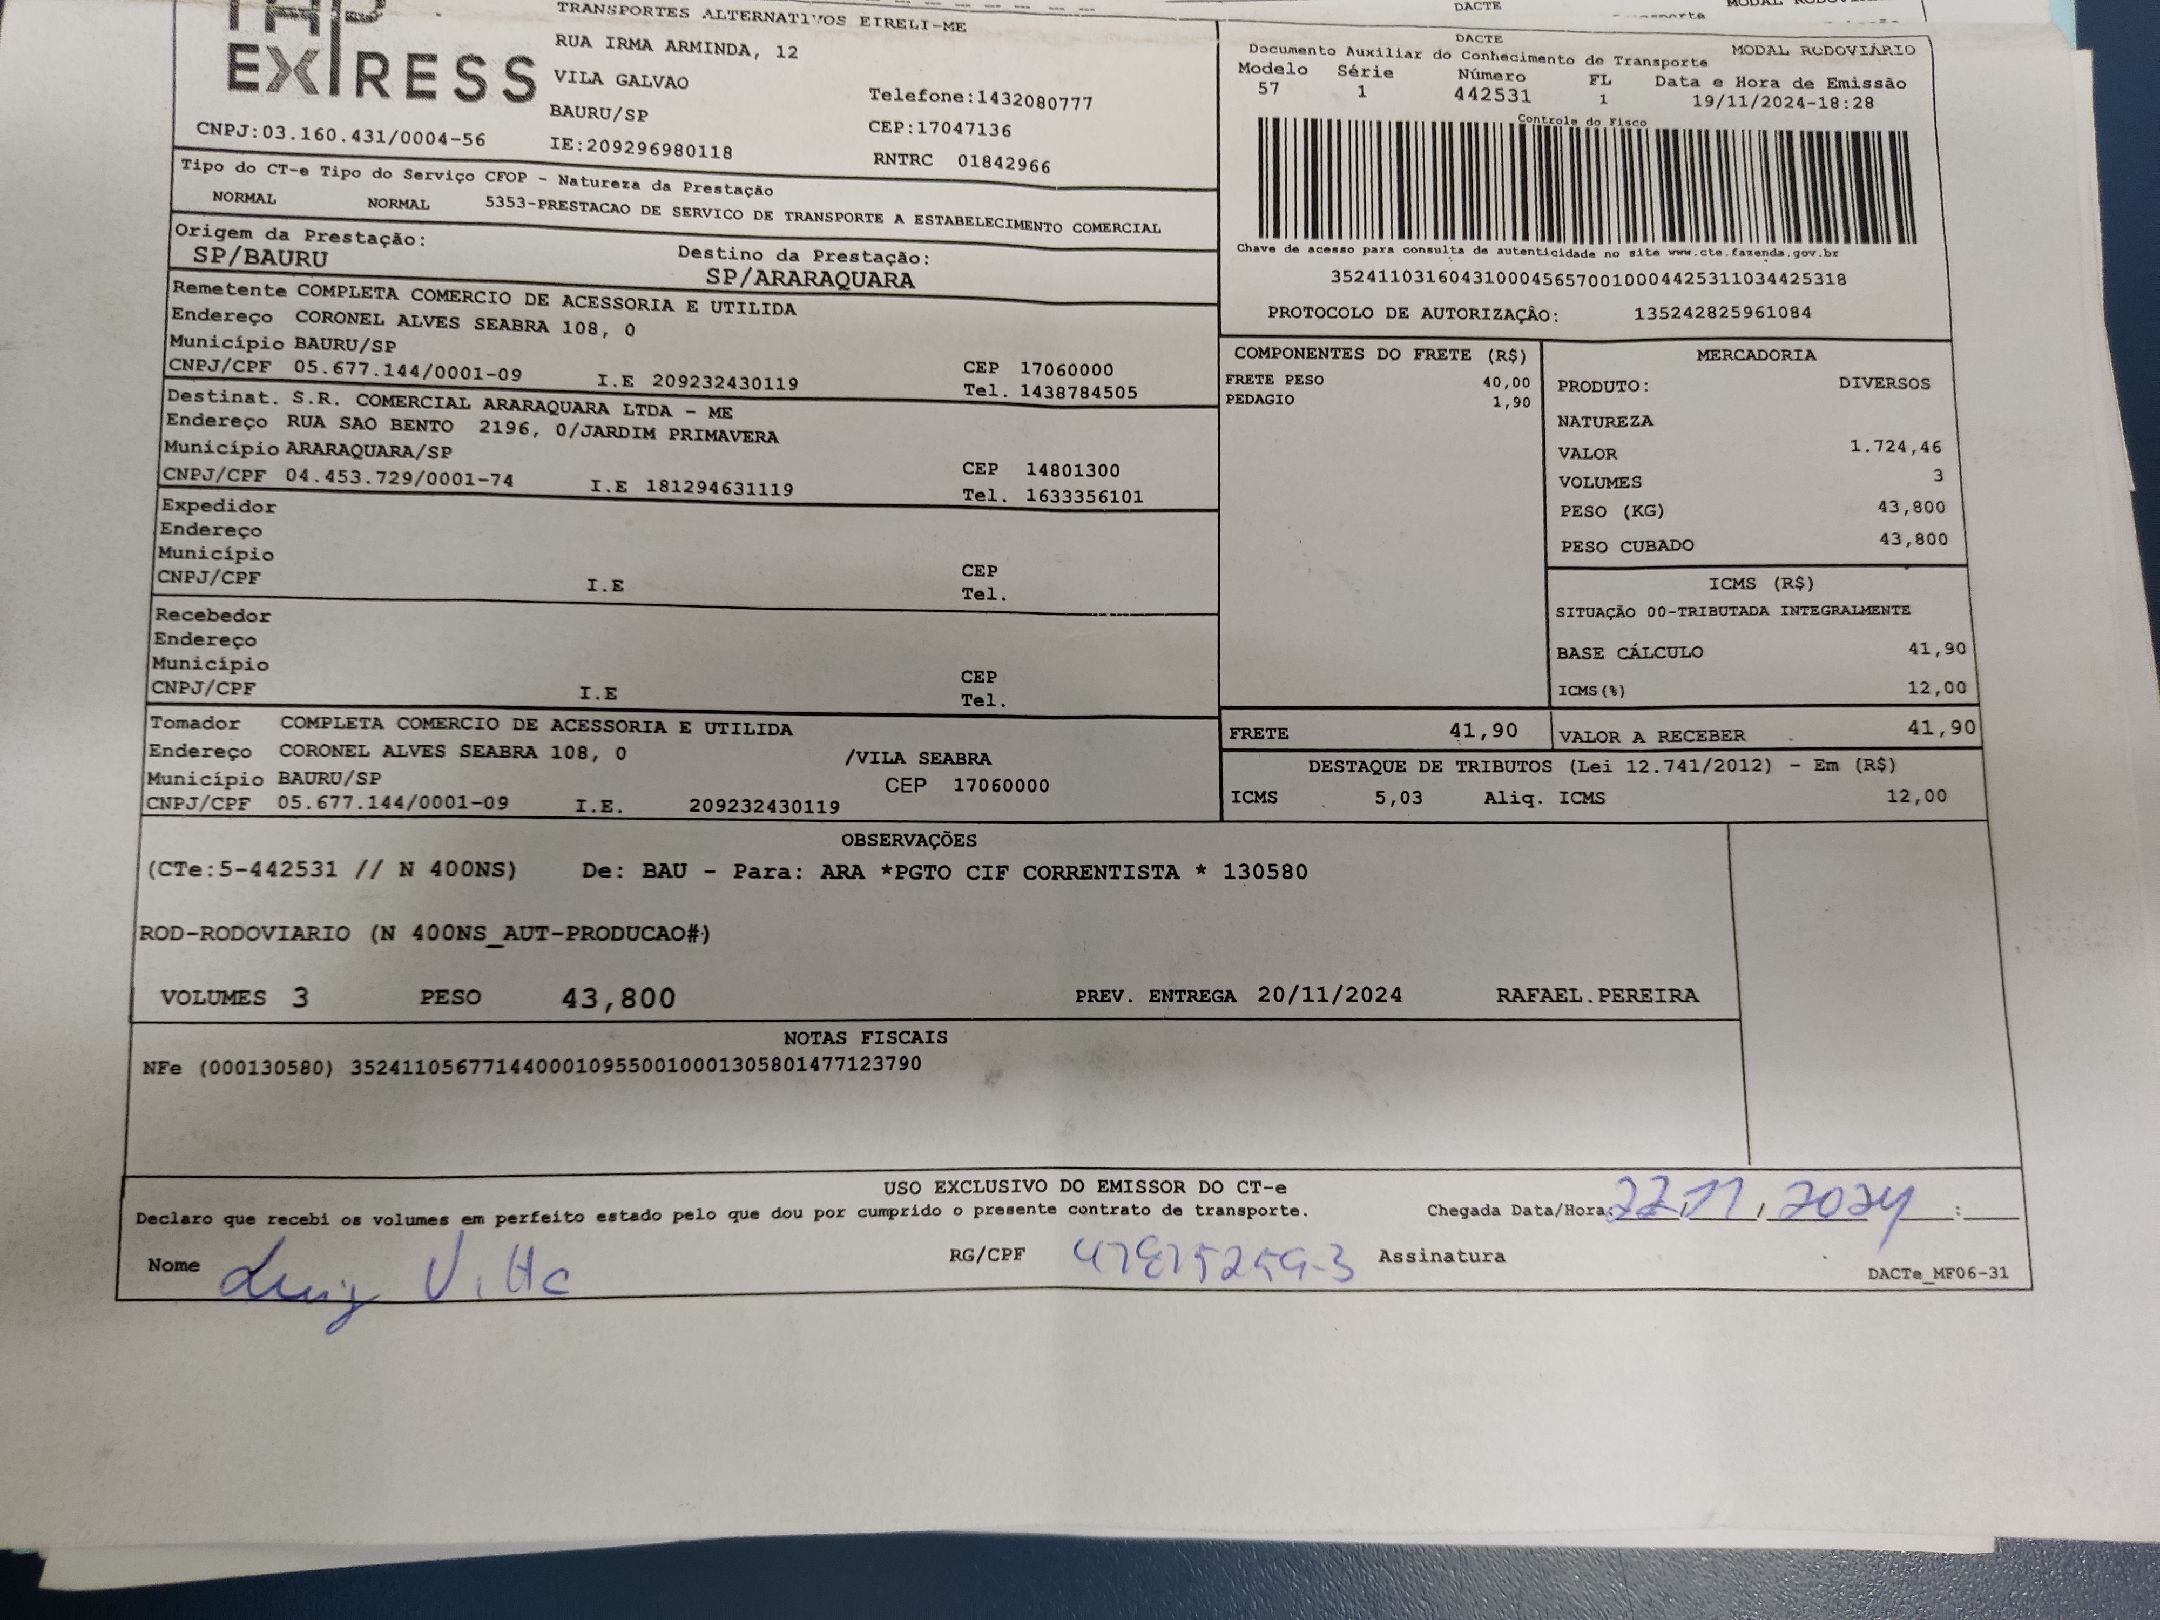 EXPRESS
TRANSPORTES ALTERNATIVOS EIRELI-ME
RUA IRMA ARMINDA, 12
VILA GALVAO
BAURU/SP
Telefone:1432080777
CEP:17047136
CNPJ:03.160.431/0004-56
IE:209296980118
RNTRC 01842966
DACTE
MODAL RODOVIÁRIO
Documento Auxiliar do Conhecimento de Transporte
Modelo Série Número FL Data e Hora de Emissão
57 1 442531 1 19/11/2024-18:28
Controle do Fisco
Chave de acesso para consulta de autenticidade no site www.cte.fazenda.gov.br
35241103160431000456570010004425311034425318
PROTOCOLO DE AUTORIZAÇÃO: 135242825961084
Tipo do CT-e Tipo do Serviço CFOP - Natureza da Prestação
NORMAL NORMAL 5353-PRESTACAO DE SERVICO DE TRANSPORTE A ESTABELECIMENTO COMERCIAL
Origem da Prestação: Destino da Prestação:
SP/BAURU SP/ARARAQUARA
Remetente COMPLETA COMERCIO DE ACESSORIA E UTILIDA
Endereço CORONEL ALVES SEABRA 108, 0
Município BAURU/SP CEP 17060000
CNPJ/CPF 05.677.144/0001-09 I.E 209232430119 Tel. 1438784505
Destinat. S.R. COMERCIAL ARARAQUARA LTDA - ME
Endereço RUA SAO BENTO 2196, 0/JARDIM PRIMAVERA
Município ARARAQUARA/SP CEP 14801300
CNPJ/CPF 04.453.729/0001-74 I.E 181294631119 Tel. 1633356101
Expedidor
Endereço
Município CEP
CNPJ/CPF I.E Tel.
Recebedor
Endereço
Município CEP
CNPJ/CPF I.E Tel.
Tomador COMPLETA COMERCIO DE ACESSORIA E UTILIDA
Endereço CORONEL ALVES SEABRA 108, 0 /VILA SEABRA
Município BAURU/SP CEP 17060000
CNPJ/CPF 05.677.144/0001-09 I.E. 209232430119
COMPONENTES DO FRETE (R$)
FRETE PESO 40,00
PEDAGIO 1,90
MERCADORIA
PRODUTO: DIVERSOS
NATUREZA
VALOR 1.724,46
VOLUMES 3
PESO (KG) 43,800
PESO CUBADO 43,800
ICMS (R$)
SITUAÇÃO 00-TRIBUTADA INTEGRALMENTE
BASE CÁLCULO 41,90
ICMS(%) 12,00
FRETE 41,90 VALOR A RECEBER 41,90
DESTAQUE DE TRIBUTOS (Lei 12.741/2012) - Em (R$)
ICMS 5,03 Aliq. ICMS 12,00
OBSERVAÇÕES
(CTe:5-442531 // N 400NS) De: BAU - Para: ARA *PGTO CIF CORRENTISTA * 130580
ROD-RODOVIARIO (N 400NS_AUT-PRODUCAO#)
VOLUMES 3 PESO 43,800 PREV. ENTREGA 20/11/2024 RAFAEL.PEREIRA
NOTAS FISCAIS
NFe (000130580) 35241105677144000109550010001305801477123790
USO EXCLUSIVO DO EMISSOR DO CT-e
Declaro que recebi os volumes em perfeito estado pelo que dou por cumprido o presente contrato de transporte. Chegada Data/Hora: 22/11/2024 :
Nome Luiz RG/CPF Assinatura
DACTe_MF06-31